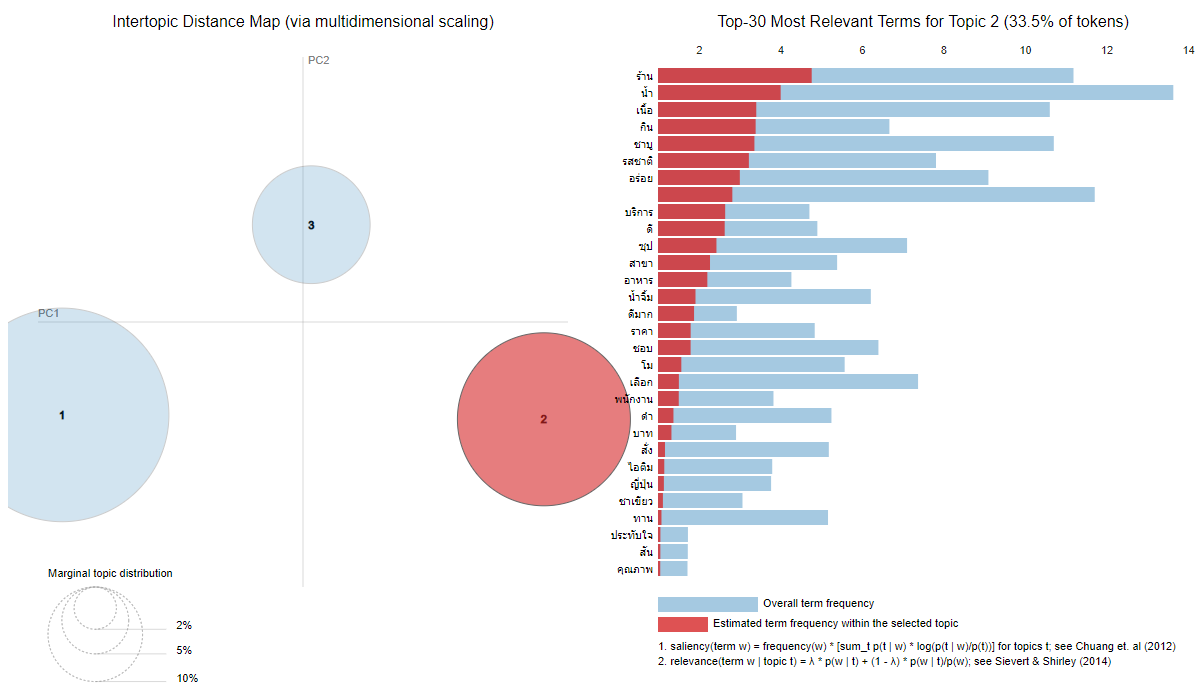 Intertopic Distance Map (via multidimensional scaling)
PC2
3
PC1
1
2
Marginal topic distribution
2%
5%
10%
Top-30 Most Relevant Terms for Topic 2 (33.5% of tokens)
2 4 6 8 10 12 14
ร้าน
น้ำ
เนื้อ
กิน
ชาบู
รสชาติ
อร่อย
บริการ
ดี
ซุป
สาขา
อาหาร
น้ำจิ้ม
ดีมาก
ราคา
ชอบ
โม
เลือก
พนักงาน
ดำ
บาท
สั่ง
ไอติม
ญี่ปุ่น
ชาเขียว
ทาน
ประทับใจ
สัน
คุณภาพ
Overall term frequency
Estimated term frequency within the selected topic
1. saliency(term w) = frequency(w) * [sum_t p(t | w) * log(p(t | w)/p(t))] for topics t; see Chuang et. al (2012)
2. relevance(term w | topic t) = λ * p(w | t) + (1 - λ) * p(w | t)/p(w); see Sievert & Shirley (2014)